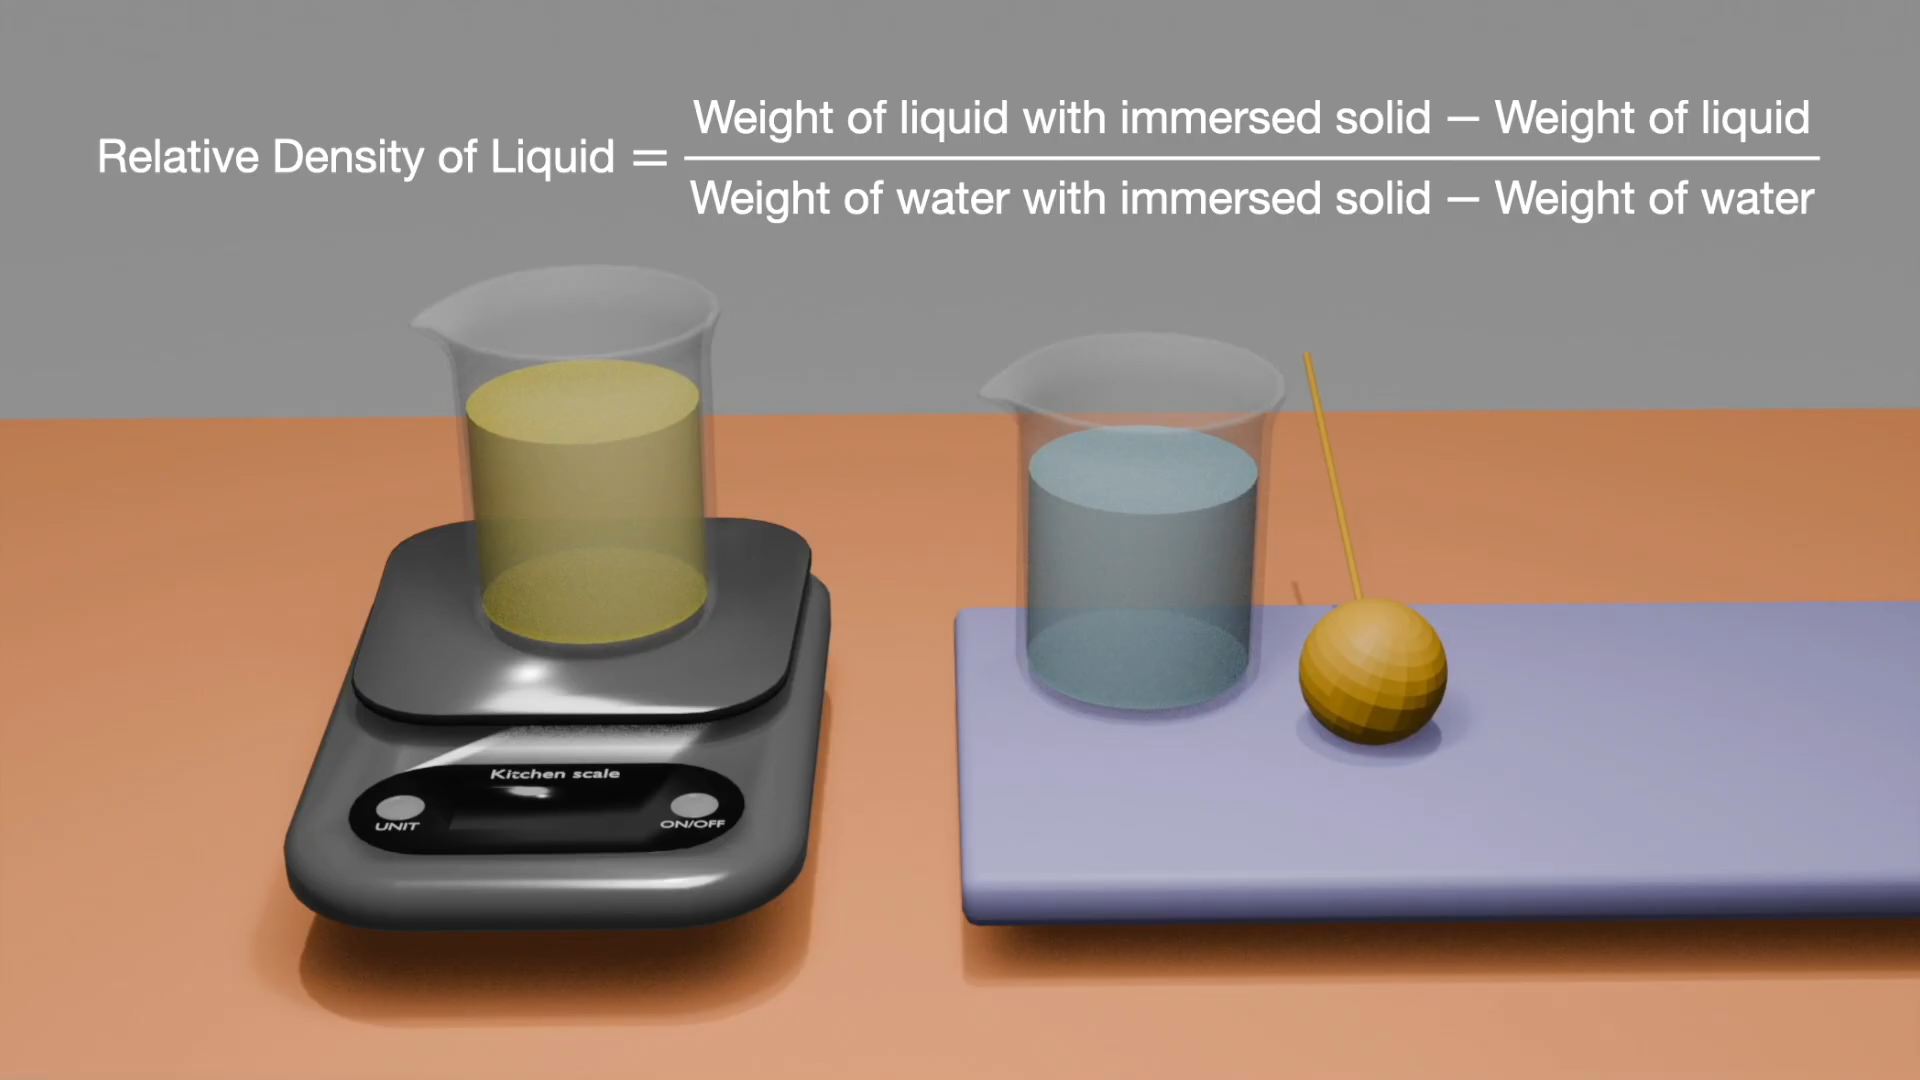 Relative Density of Liquid =
Weight of liquid with immersed solid – Weight of liquid
Weight of water with immersed solid – Weight of water
Kitchen scale
UNIT
ON/OFF